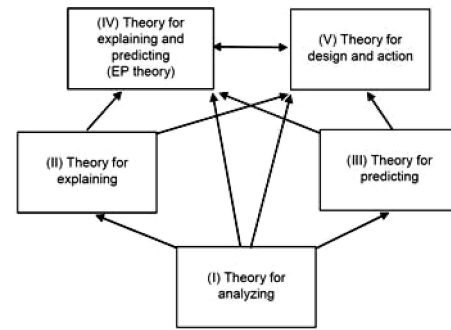 (IV) Theory for
explaining and
predicting
(EP theory)
(V) Theory for
design and action
(II) Theory for
explaining
(III) Theory for
predicting
(I) Theory for
analyzing